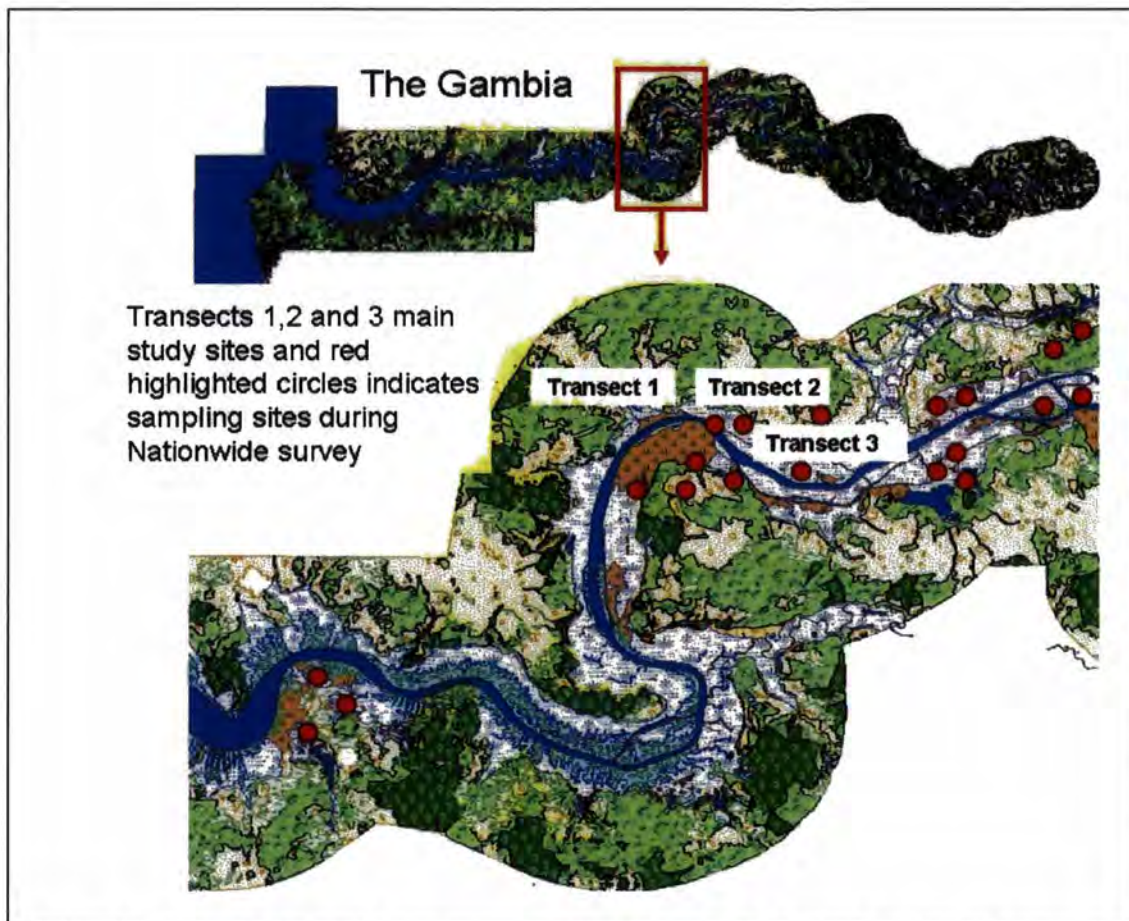 The Gambia
Transects 1,2 and 3 main
study sites and red
highlighted circles indicates
sampling sites during
Nationwide survey
Transect 1
Transect 2
Transect 3